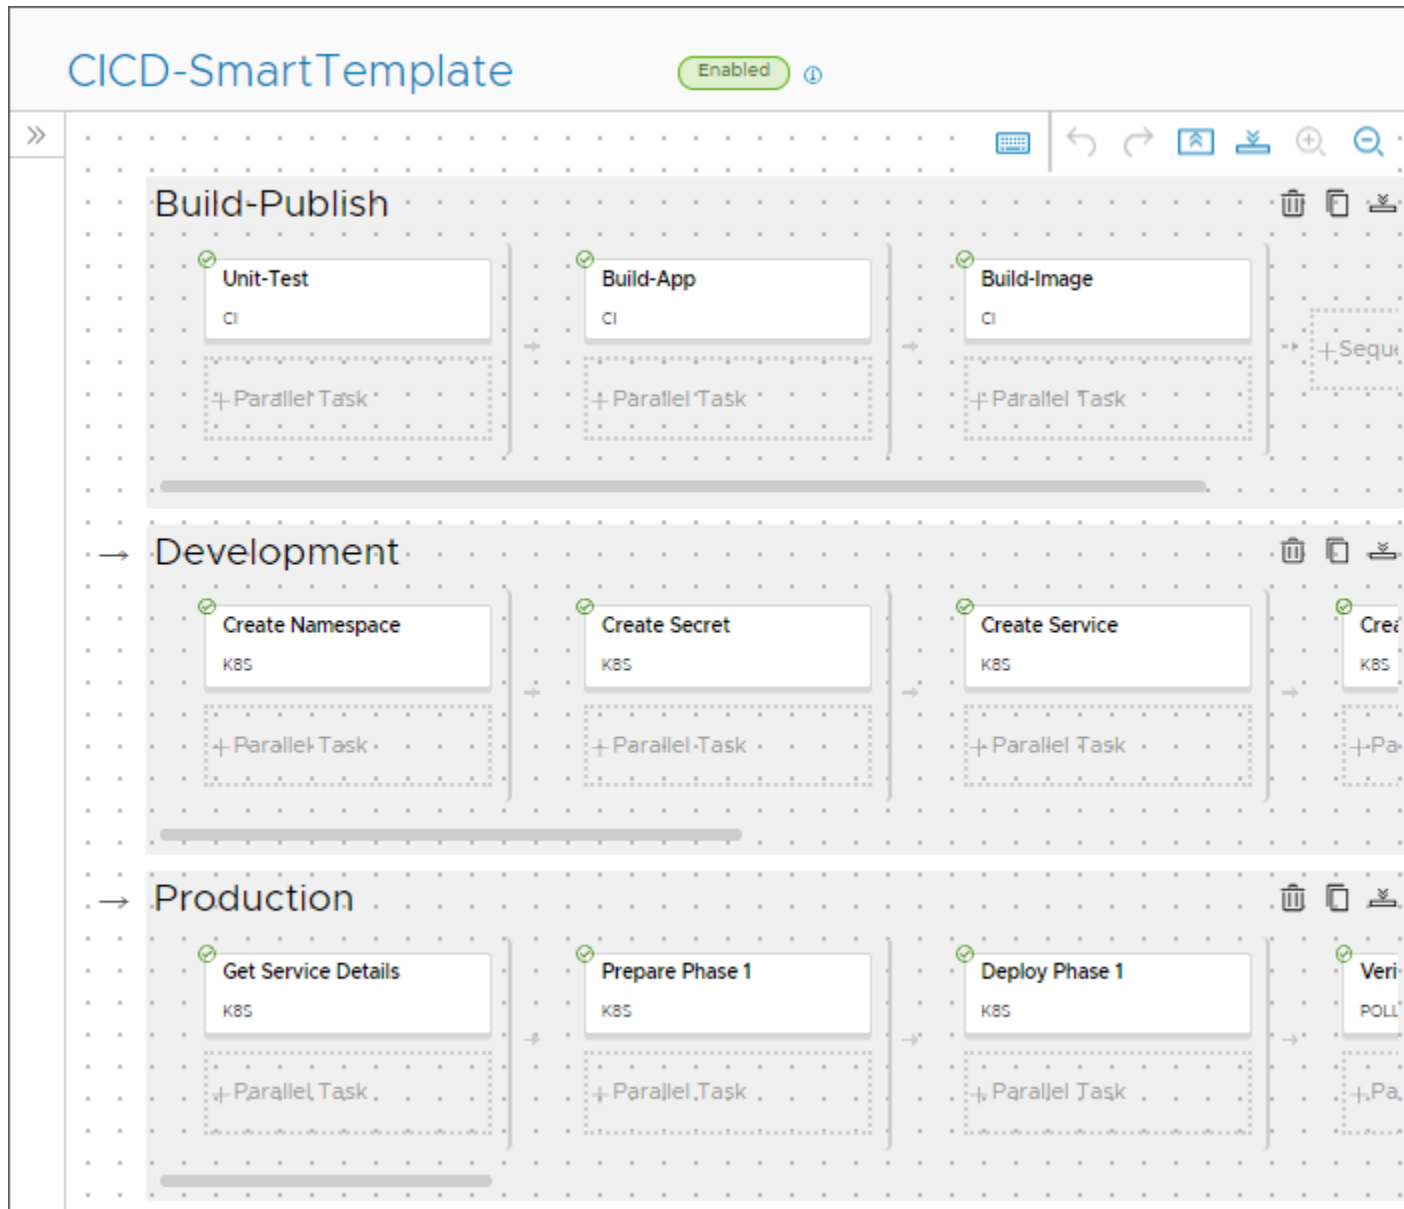 CICD-SmartTemplate
Enabled
Build-Publish
Unit-Test
CI
Build-App
CI
Build-Image
CI
+ Parallel Task
+ Parallel Task
+ Parallel Task
+
Development
Create Namespace
K8S
Create Secret
K8S
Create Service
K8S
K8S
+ Parallel Task
+ Parallel Task
+ Parallel Task
+
Production
Get Service Details
K8S
Prepare Phase 1
K8S
Deploy Phase 1
K8S
POLL
+ Parallel Task
+ Parallel Task
+ Parallel Task
+